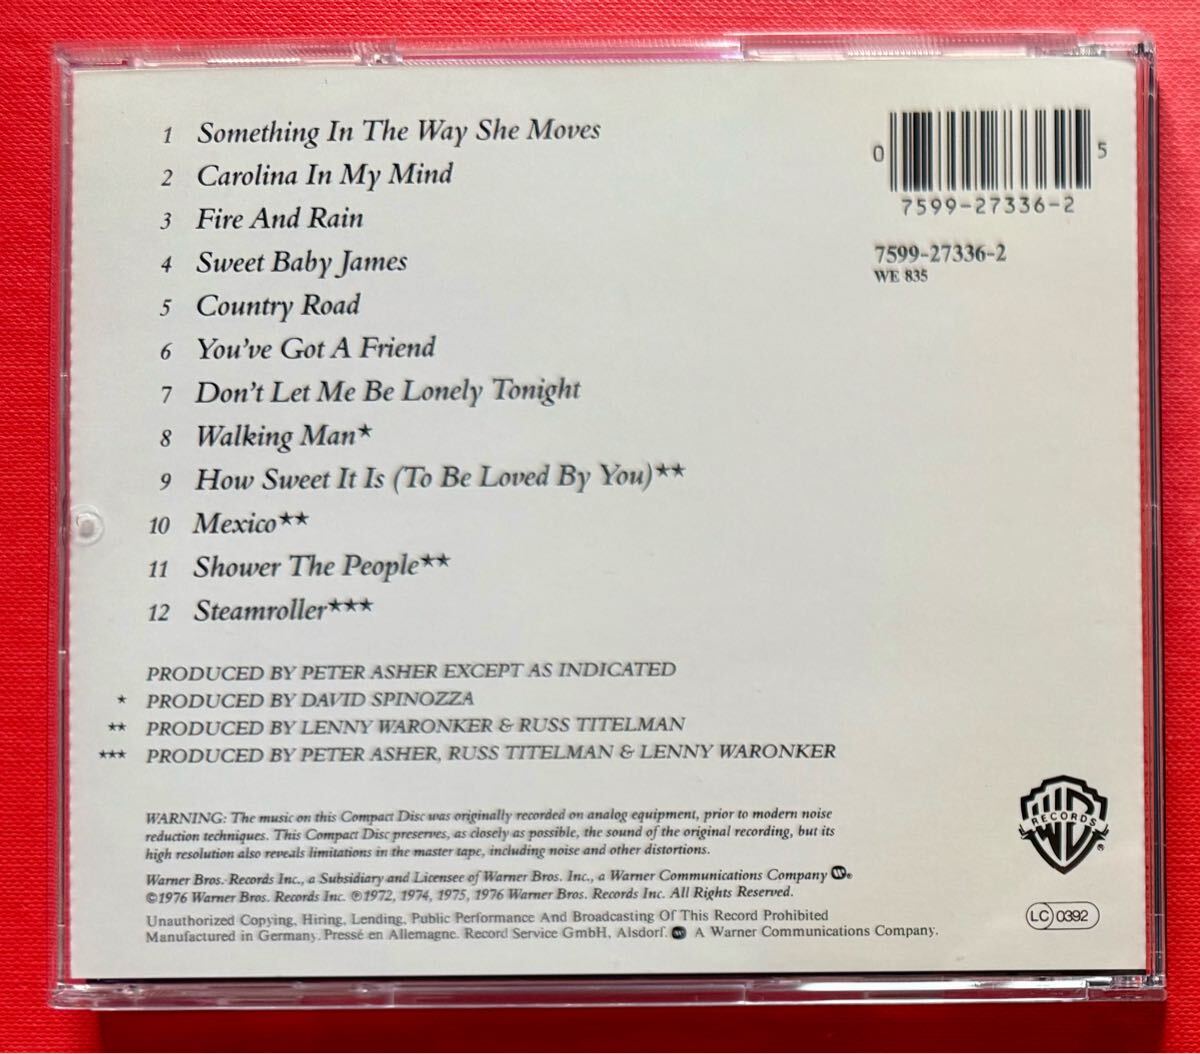 1 Something In The Way She Moves
2 Carolina In My Mind
3 Fire And Rain
4 Sweet Baby James
5 Country Road
6 You've Got A Friend
7 Don't Let Me Be Lonely Tonight
8 Walking Man★
9 How Sweet It Is (To Be Loved By You)★★
10 Mexico★★
11 Shower The People★★
12 Steamroller★★★
0 5
7599-27336-2
7599-27336-2
WE 835
PRODUCED BY PETER ASHER EXCEPT AS INDICATED
★ PRODUCED BY DAVID SPINOZZA
★★ PRODUCED BY LENNY WARONKER & RUSS TITELMAN
★★★ PRODUCED BY PETER ASHER, RUSS TITELMAN & LENNY WARONKER
WARNING: The music on this Compact Disc was originally recorded on analog equipment, prior to modern noise
reduction techniques. This Compact Disc preserves, as closely as possible, the sound of the original recording, but its
high resolution also reveals limitations in the master tape, including noise and other distortions.
Warner Bros. Records Inc., a Subsidiary and Licensee of Warner Bros. Inc., a Warner Communications Company
©1976 Warner Bros. Records Inc. ℗1972, 1974, 1975, 1976 Warner Bros. Records Inc. All Rights Reserved.
Unauthorized Copying, Hiring, Lending, Public Performance And Broadcasting Of This Record Prohibited
Manufactured in Germany. Pressé en Allemagne. Record Service GmbH, Alsdorf. A Warner Communications Company.
WB
RECORDS
®
LC 0392